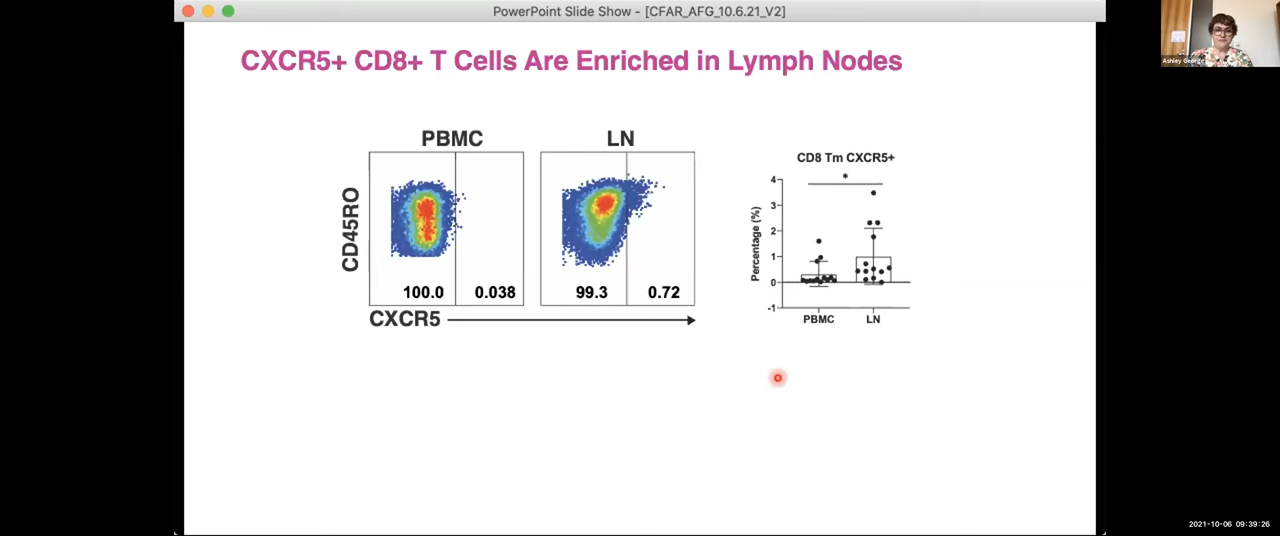 PowerPoint Slide Show - [CFAR_AFG_10.6.21_V2]
CXCR5+ CD8+ T Cells Are Enriched in Lymph Nodes
PBMC
LN
CD45RO
100.0
0.038
99.3
0.72
CXCR5
CD8 Tm CXCR5+
*
Percentage (%)
4
3
2
1
0
-1
PBMC
LN
Ashley George
2021-10-06 09:39:26